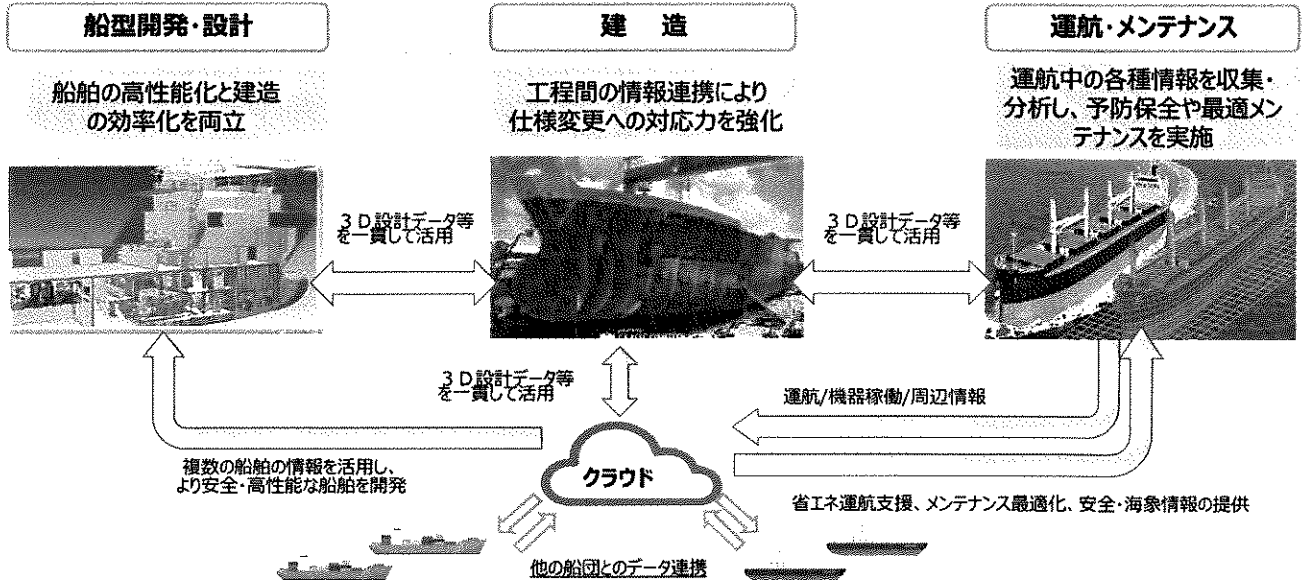 船型開発・設計
建　造
運航・メンテナンス
船舶の高性能化と建造
の効率化を両立
工程間の情報連携により
仕様変更への対応力を強化
運航中の各種情報を収集・
分析し、予防保全や最適メン
テナンスを実施
３Ｄ設計データ等
を一貫して活用
３Ｄ設計データ等
を一貫して活用
３Ｄ設計データ等
を一貫して活用
運航/機器稼働/周辺情報
複数の船舶の情報を活用し、
より安全・高性能な船舶を開発
クラウド
省エネ運航支援、メンテナンス最適化、安全・海象情報の提供
他の船団とのデータ連携